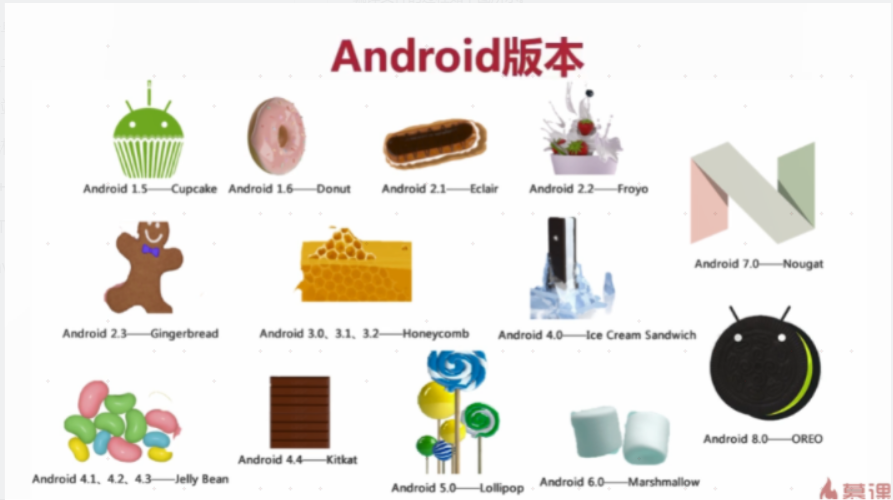 Android版本
Android 1.5——Cupcake
Android 1.6——Donut
Android 2.1——Eclair
Android 2.2——Froyo
Android 7.0——Nougat
Android 2.3——Gingerbread
Android 3.0、3.1、3.2——Honeycomb
Android 4.0——Ice Cream Sandwich
Android 8.0——OREO
Android 4.1、4.2、4.3——Jelly Bean
Android 4.4——Kitkat
Android 5.0——Lollipop
Android 6.0——Marshmallow
慕课